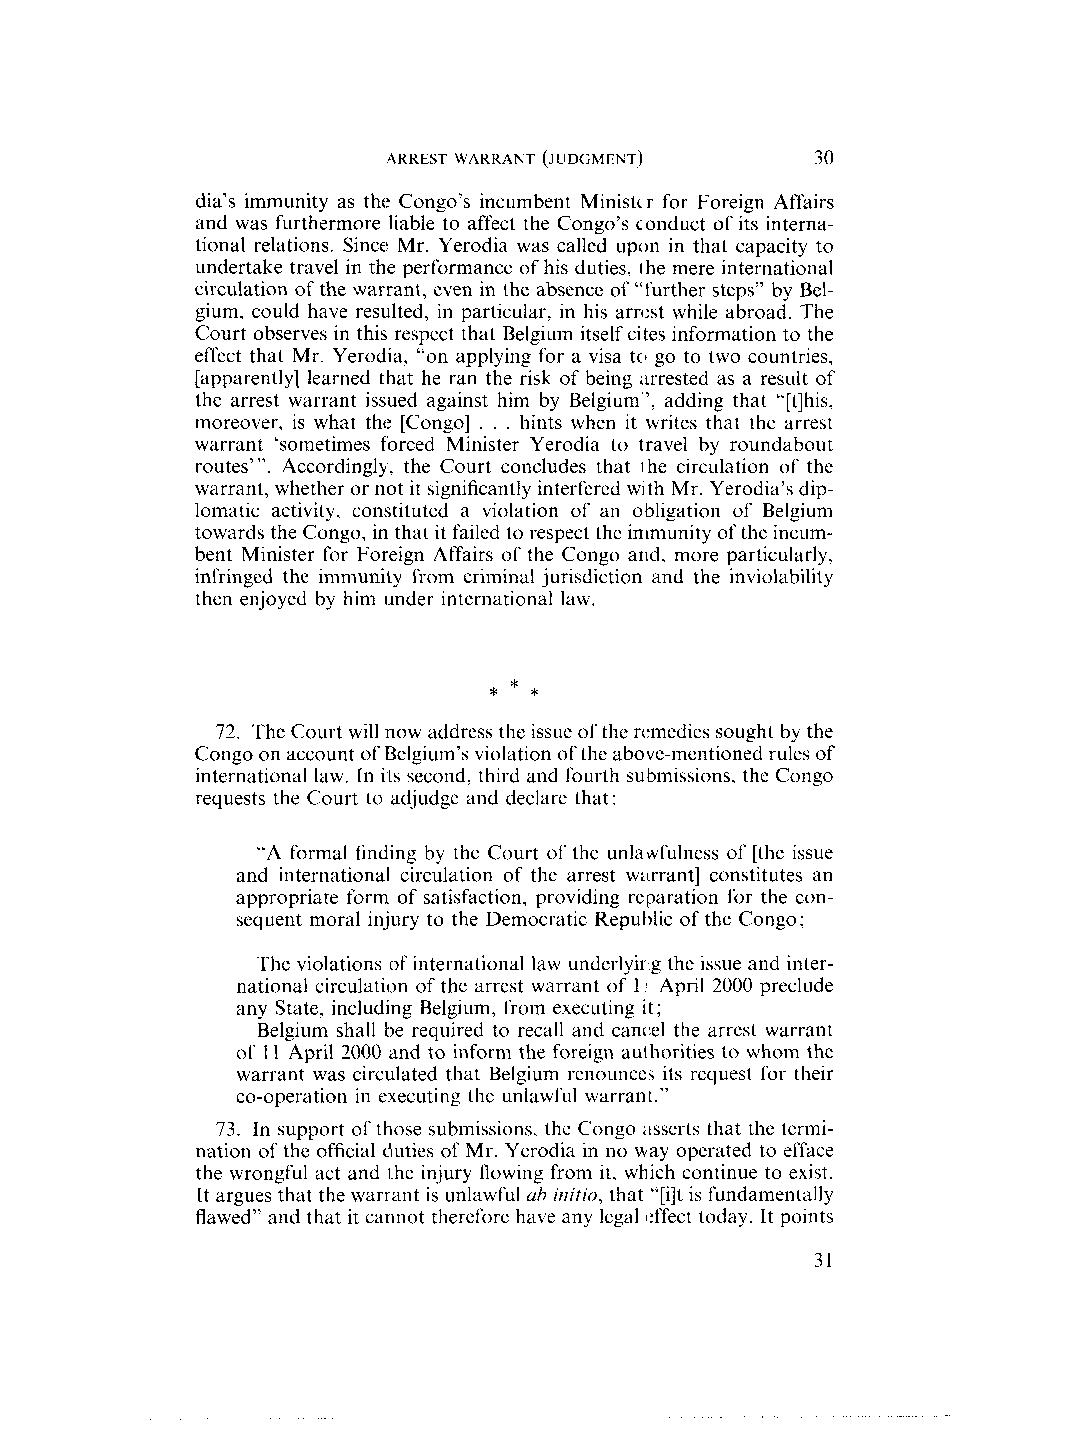 ARREST WARRANT (JUDGMENT) 30
dia's immunity as the Congo's incumbent Minister for Foreign Affairs
and was furthermore liable to affect the Congo's conduct of its interna-
tional relations. Since Mr. Yerodia was called upon in that capacity to
undertake travel in the performance of his duties, the mere international
circulation of the warrant, even in the absence of "further steps" by Bel-
gium, could have resulted, in particular, in his arrest while abroad. The
Court observes in this respect that Belgium itself cites information to the
effect that Mr. Yerodia, "on applying for a visa to go to two countries,
[apparently] learned that he ran the risk of being arrested as a result of
the arrest warrant issued against him by Belgium", adding that "[t]his,
moreover, is what the [Congo] . . . hints when it writes that the arrest
warrant 'sometimes forced Minister Yerodia to travel by roundabout
routes'". Accordingly, the Court concludes that the circulation of the
warrant, whether or not it significantly interfered with Mr. Yerodia's dip-
lomatic activity, constituted a violation of an obligation of Belgium
towards the Congo, in that it failed to respect the immunity of the incum-
bent Minister for Foreign Affairs of the Congo and, more particularly,
infringed the immunity from criminal jurisdiction and the inviolability
then enjoyed by him under international law.
* * *
72. The Court will now address the issue of the remedies sought by the
Congo on account of Belgium's violation of the above-mentioned rules of
international law. In its second, third and fourth submissions, the Congo
requests the Court to adjudge and declare that:
"A formal finding by the Court of the unlawfulness of [the issue
and international circulation of the arrest warrant] constitutes an
appropriate form of satisfaction, providing reparation for the con-
sequent moral injury to the Democratic Republic of the Congo;
The violations of international law underlying the issue and inter-
national circulation of the arrest warrant of 11 April 2000 preclude
any State, including Belgium, from executing it;
Belgium shall be required to recall and cancel the arrest warrant
of 11 April 2000 and to inform the foreign authorities to whom the
warrant was circulated that Belgium renounces its request for their
co-operation in executing the unlawful warrant."
73. In support of those submissions, the Congo asserts that the termi-
nation of the official duties of Mr. Yerodia in no way operated to efface
the wrongful act and the injury flowing from it, which continue to exist.
It argues that the warrant is unlawful ab initio, that "[i]t is fundamentally
flawed" and that it cannot therefore have any legal effect today. It points
31